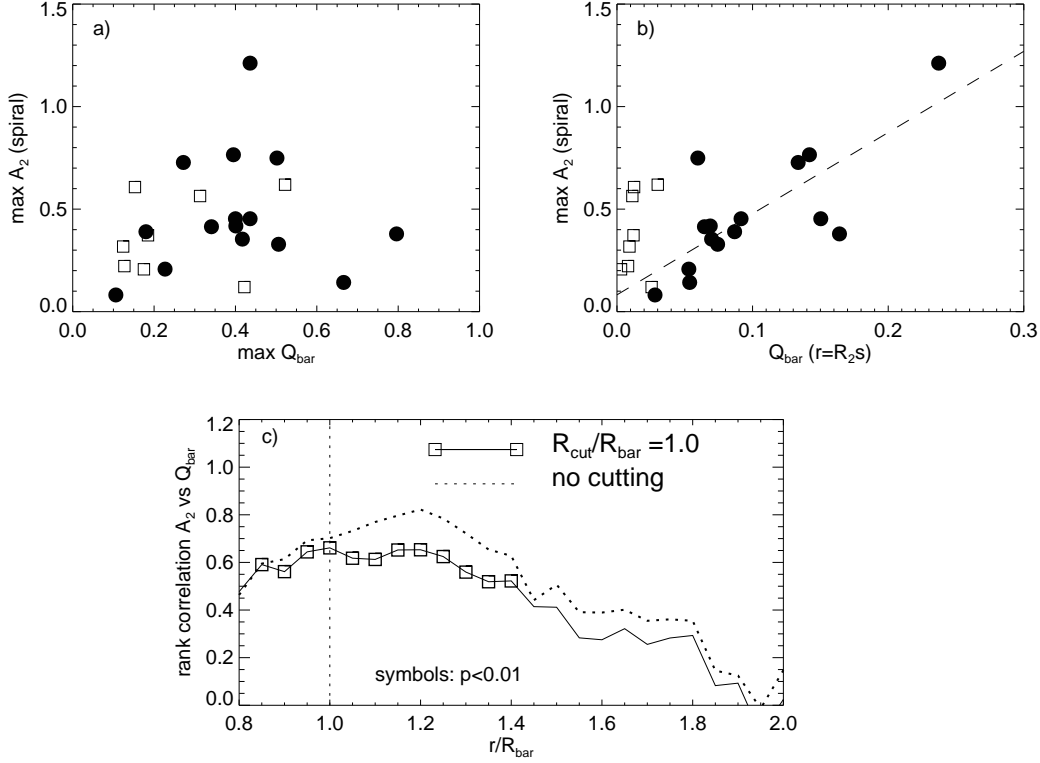 a)
1.5
1.0
0.5
0.0
max A2 (spiral)
0.0 0.2 0.4 0.6 0.8 1.0
max Qbar
b)
1.5
1.0
0.5
0.0
max A2 (spiral)
0.0 0.1 0.2 0.3
Qbar (r=R2s)
c)
1.2
1.0
0.8
0.6
0.4
0.2
0.0
rank correlation A2 vs Qbar
Rcut/Rbar =1.0
no cutting
symbols: p<0.01
0.8 1.0 1.2 1.4 1.6 1.8 2.0
r/Rbar